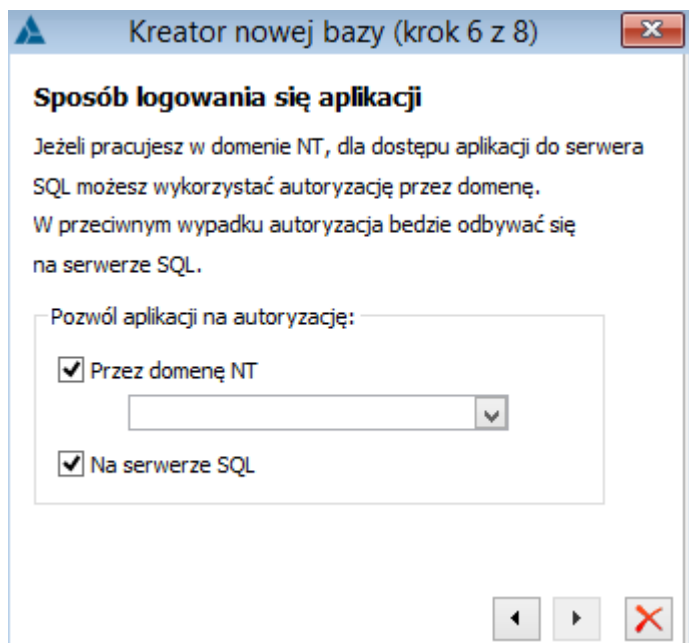 Kreator nowej bazy (krok 6 z 8)
Sposób logowania się aplikacji
Jeżeli pracujesz w domenie NT, dla dostępu aplikacji do serwera
SQL możesz wykorzystać autoryzację przez domenę.
W przeciwnym wypadku autoryzacja bedzie odbywać się
na serwerze SQL.
Pozwól aplikacji na autoryzację:
Przez domenę NT
Na serwerze SQL